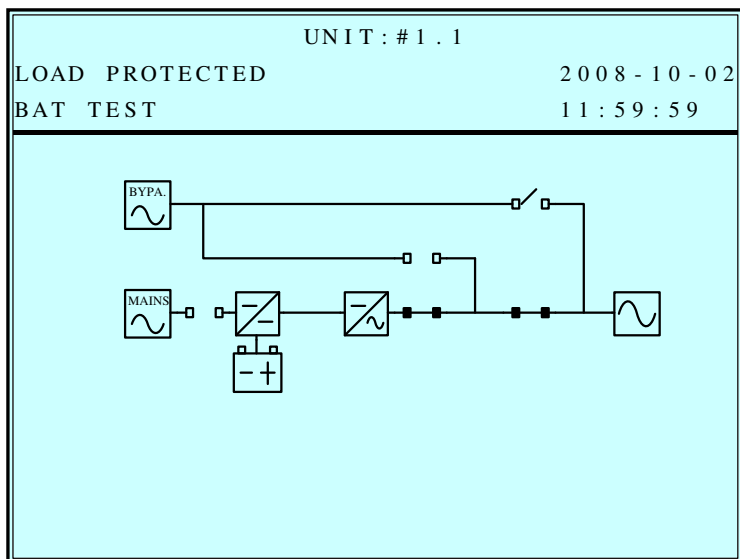 UNIT:#1.1
LOAD PROTECTED 2008-10-02
BAT TEST 11:59:59
BYPA.
MAINS